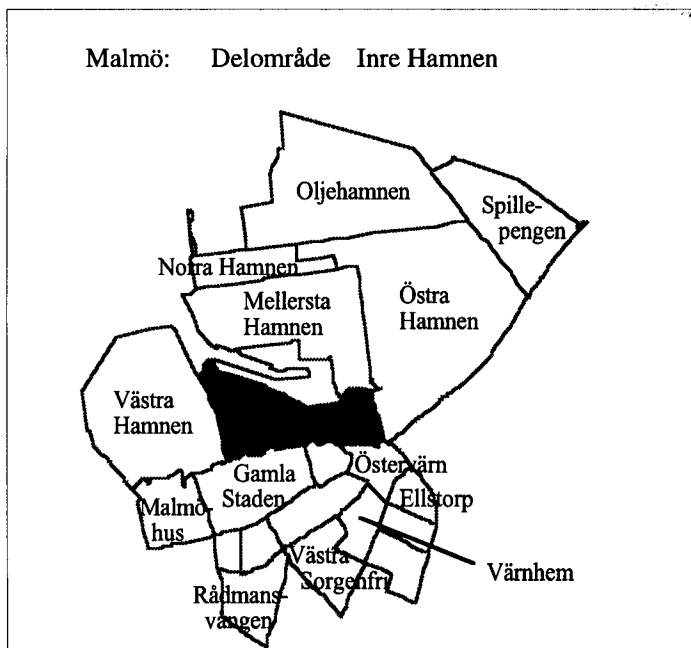 Malmö: Delområde Inre Hamnen
Oljehamnen
Spille-
pengen
Norra Hamnen
Mellersta
Hamnen
Östra
Hamnen
Västra
Hamnen
Gamla
Staden
Östervärn
Ellstorp
Malmö-
hus
Västra
Sorgenfri
Värnhem
Rådmans-
vången